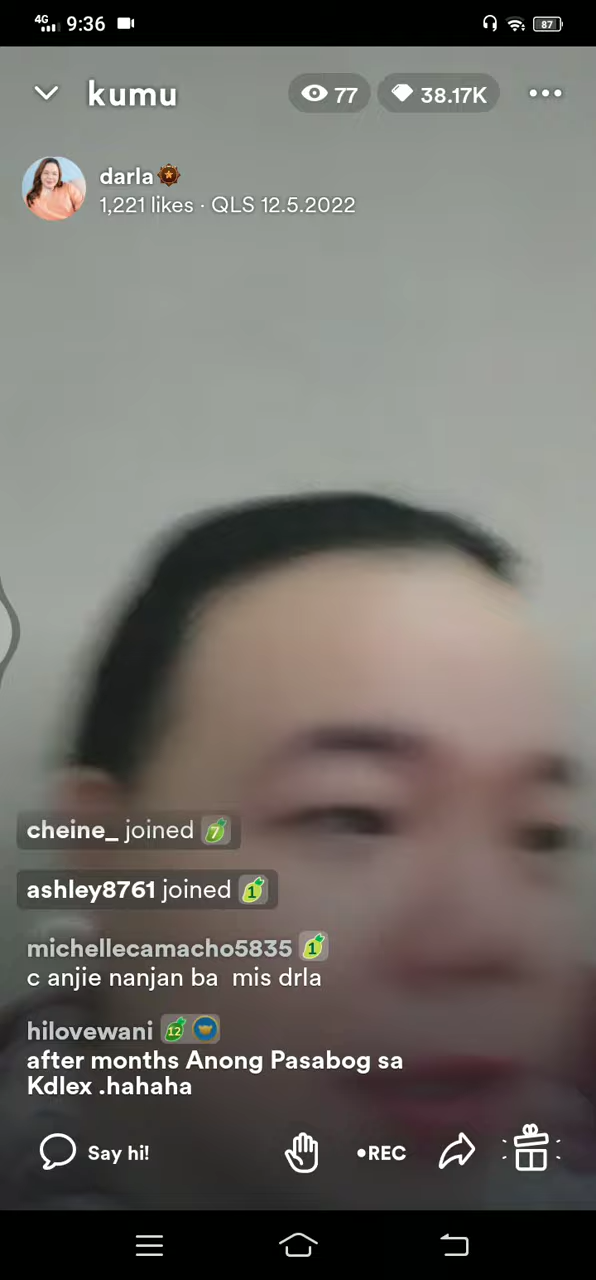 4G 9:36 87
kumu 77 38.17K
darla
1,221 likes · QLS 12.5.2022
cheine_ joined 7
ashley8761 joined 1
michellecamacho5835 1
c anjie nanjan ba mis drla
hilovewani 12
after months Anong Pasabog sa
Kdlex .hahaha
Say hi! •REC